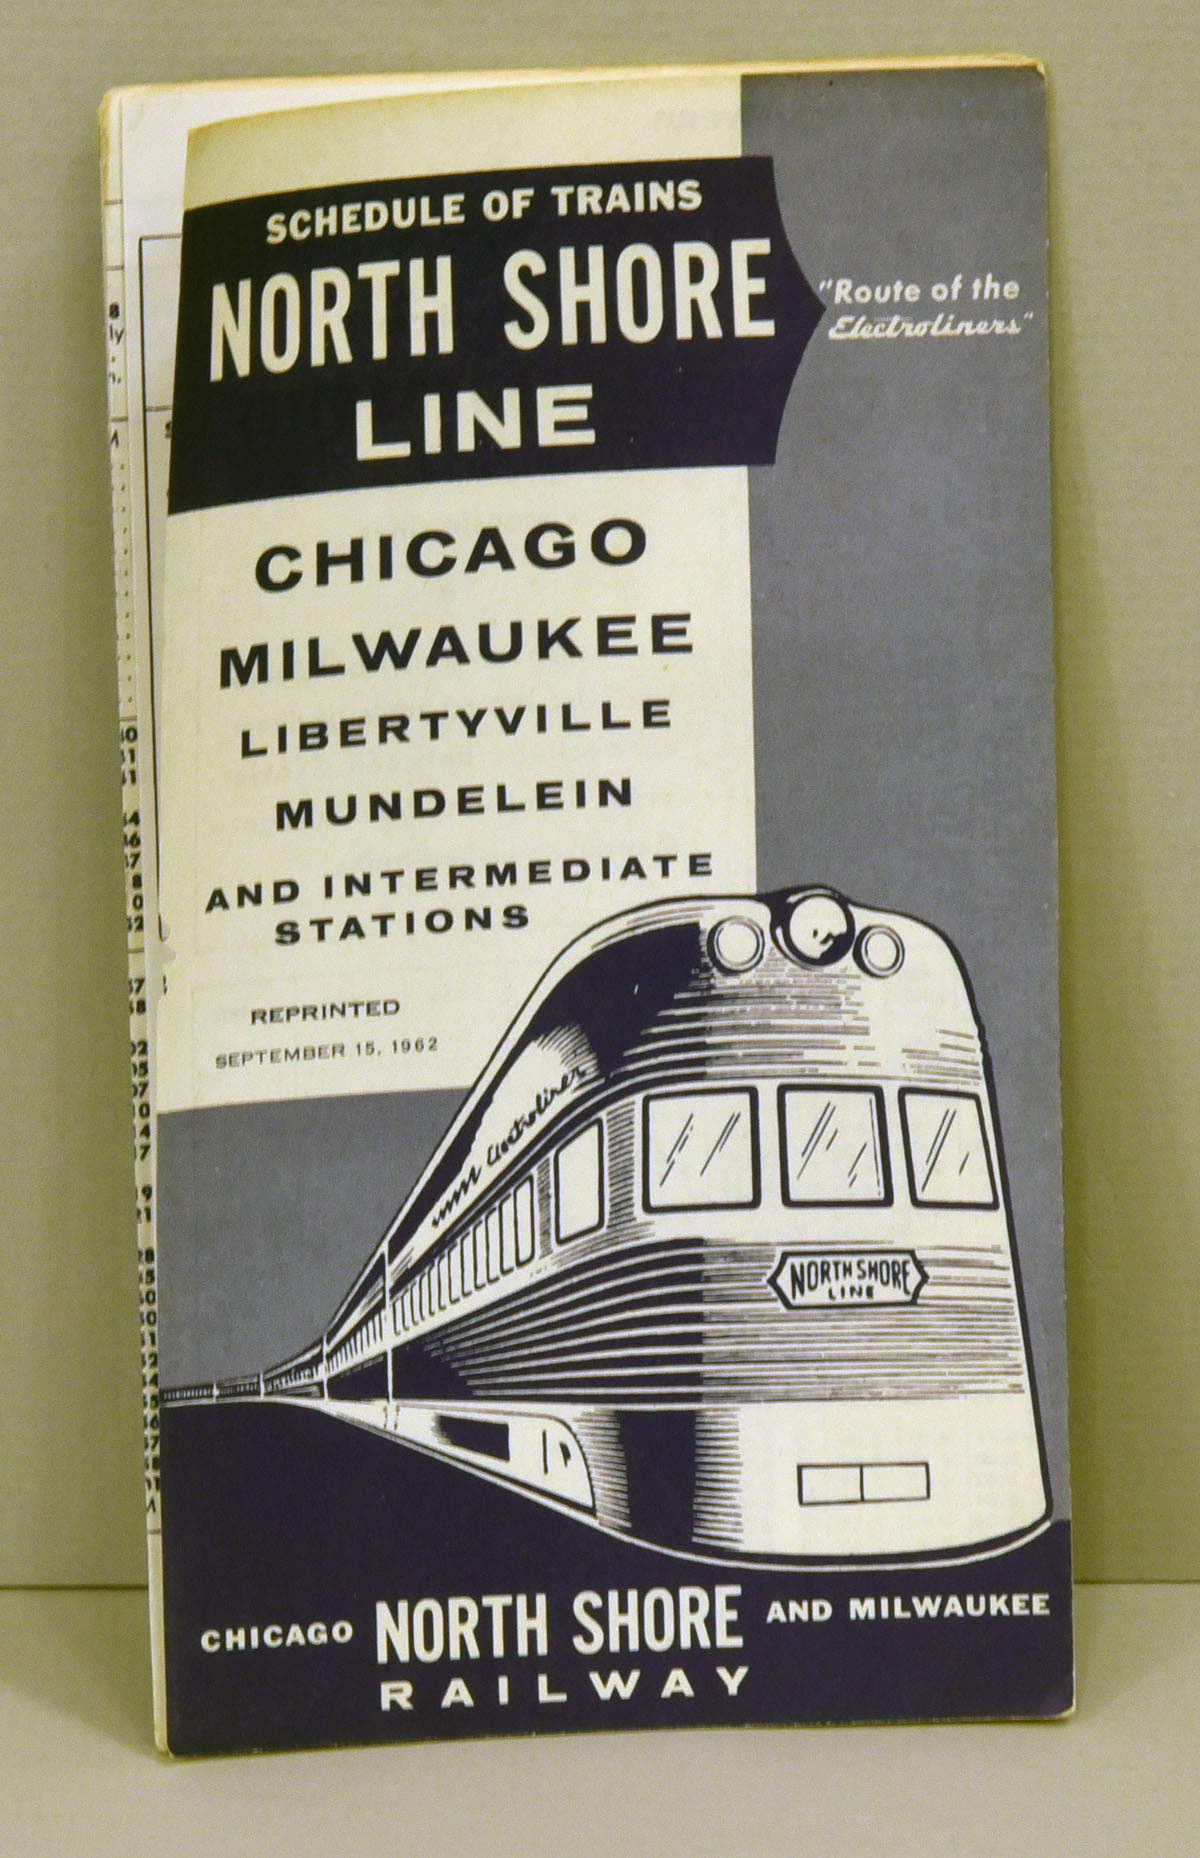 SCHEDULE OF TRAINS
NORTH SHORE
LINE
"Route of the
Electroliners"
CHICAGO
MILWAUKEE
LIBERTYVILLE
MUNDELEIN
AND INTERMEDIATE
STATIONS
REPRINTED
SEPTEMBER 15, 1962
Electroliner
NORTH SHORE
LINE
CHICAGO NORTH SHORE AND MILWAUKEE
RAILWAY